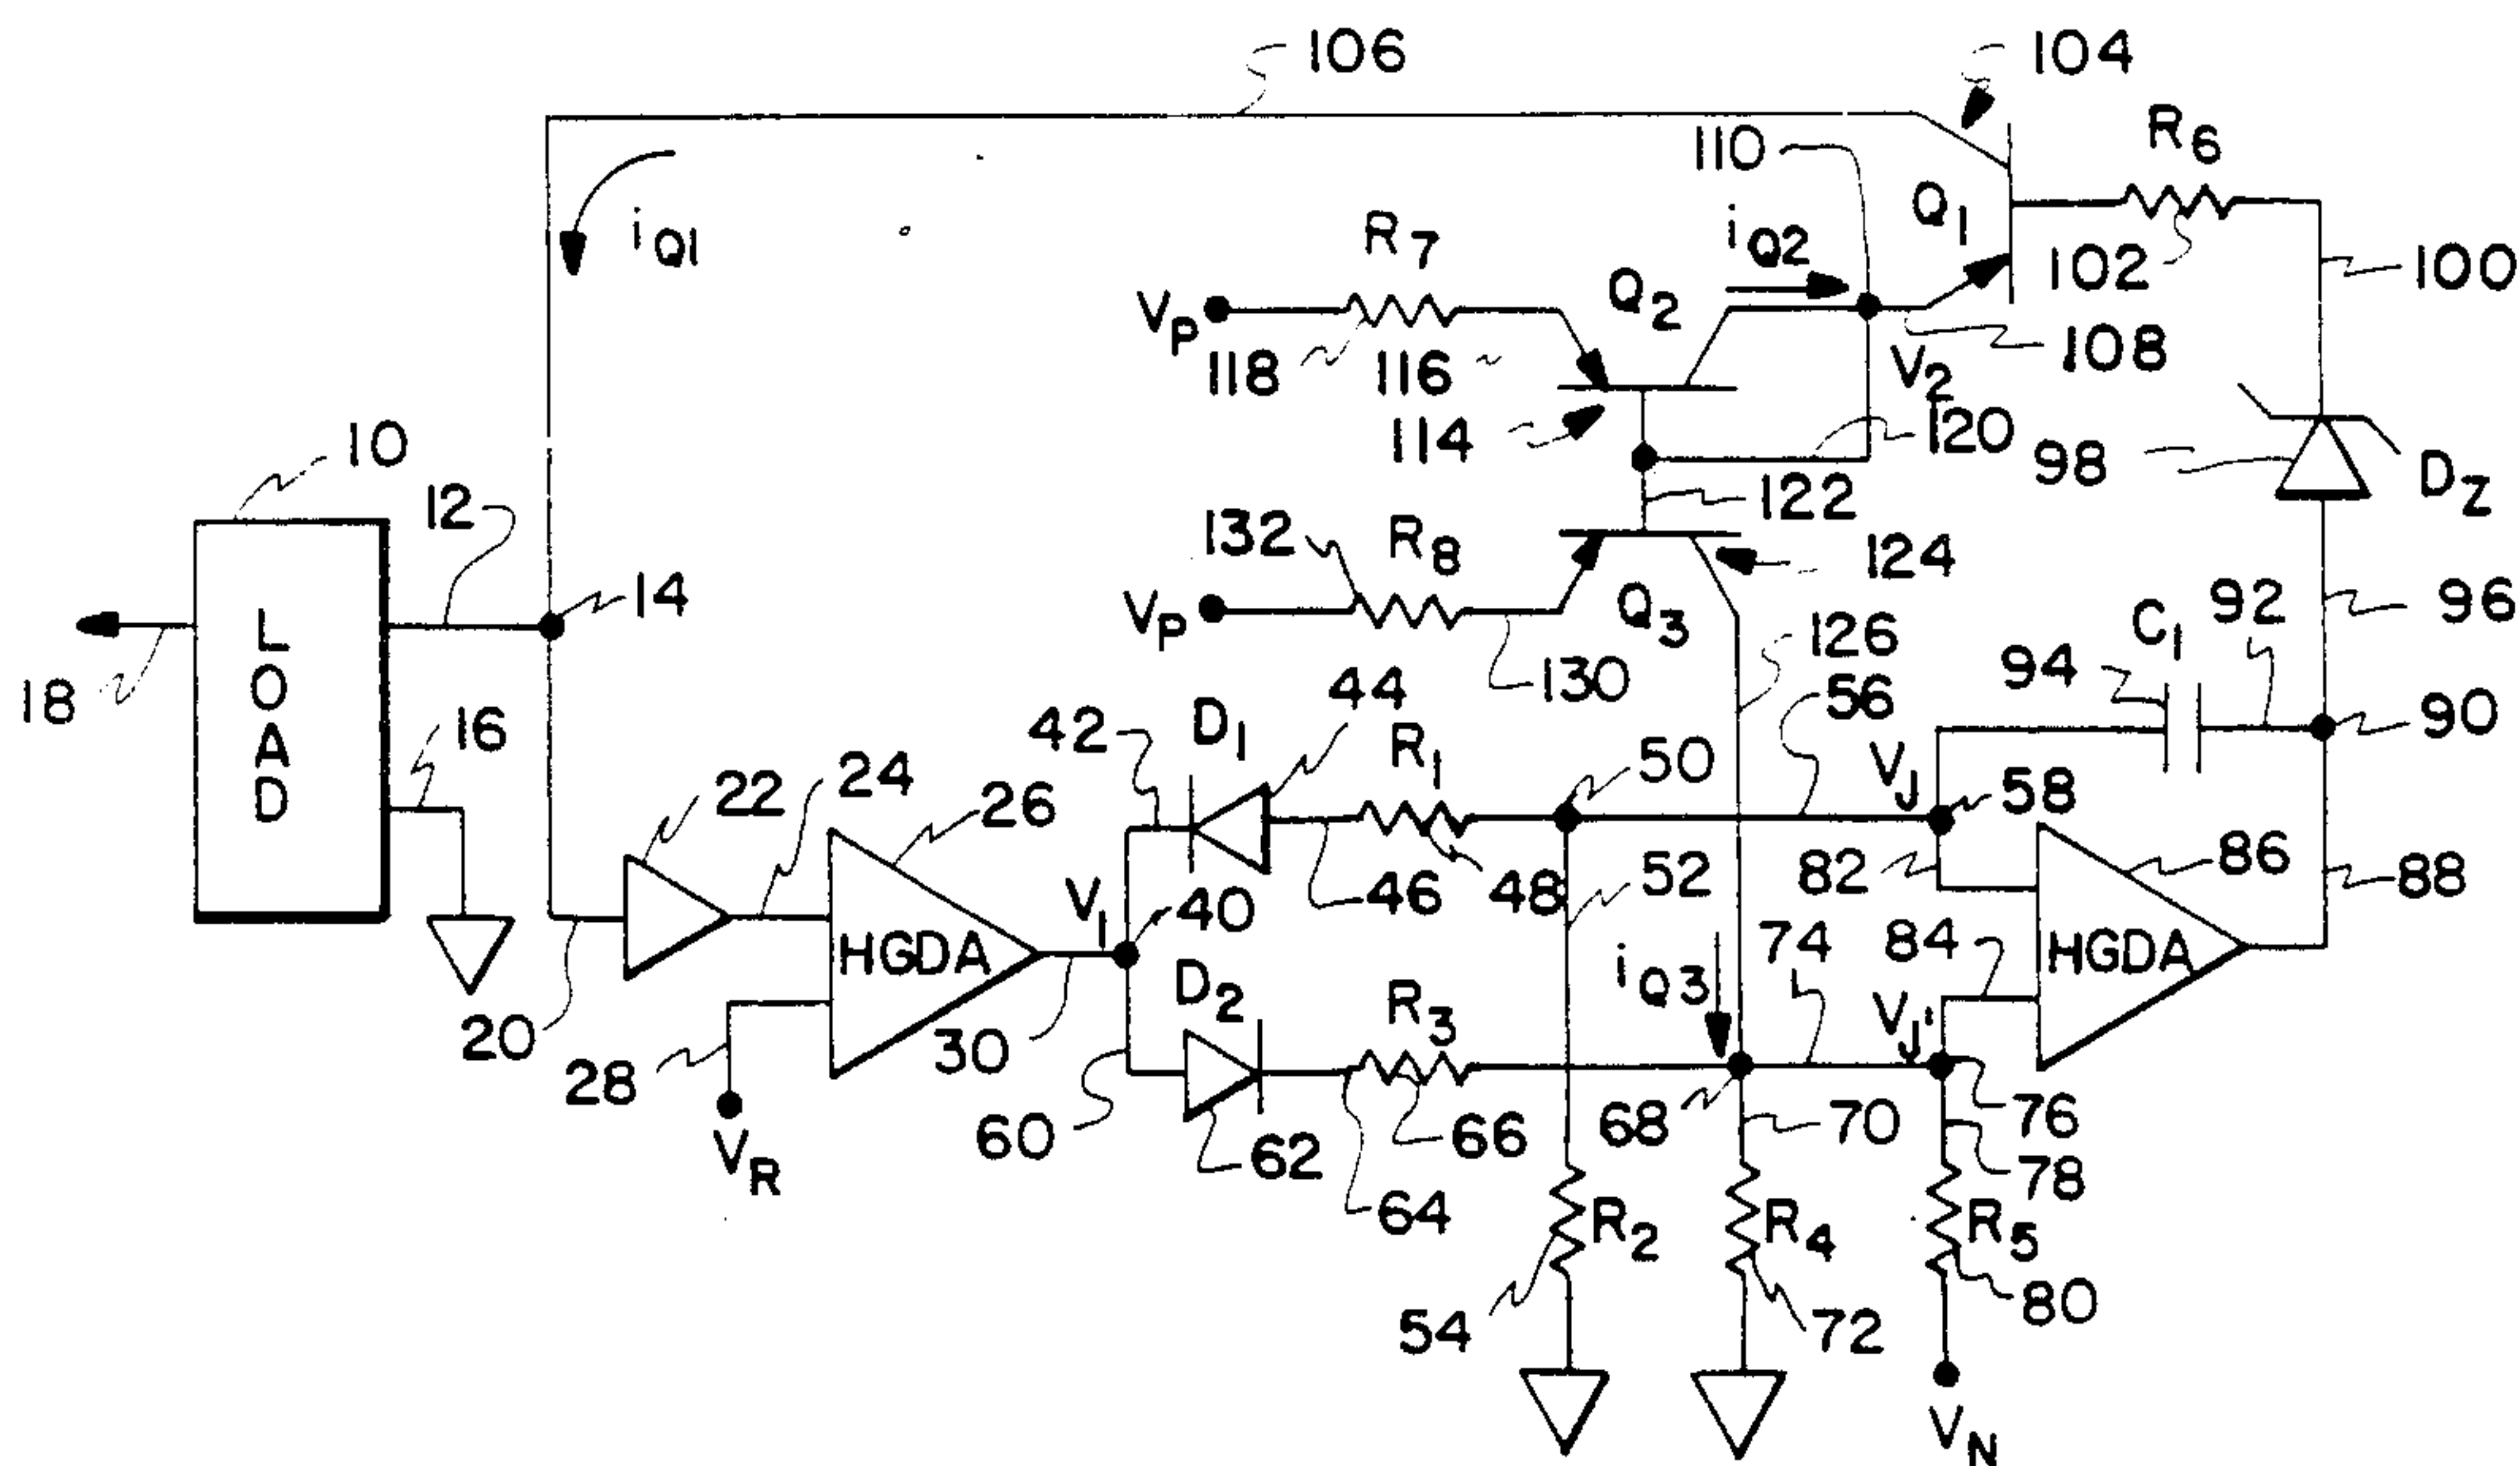 106
104
R6
110
Q1
iQ1
R7
iQ2
102
100
Q2
VP
118
116
V2
108
10
114
120
98
DZ
12
122
132
R8
124
14
VP
Q3
92
96
C1
LOAD
126
94
18
130
44
56
16
42
D1
R1
50
VJ
90
22
24
26
58
48
52
82
86
88
V1
40
46
HGDA
74
84
HGDA
D2
iQ3
R3
VJ'
20
30
28
60
62
66
68
70
76
78
VR
64
R2
R4
R5
54
72
80
VN